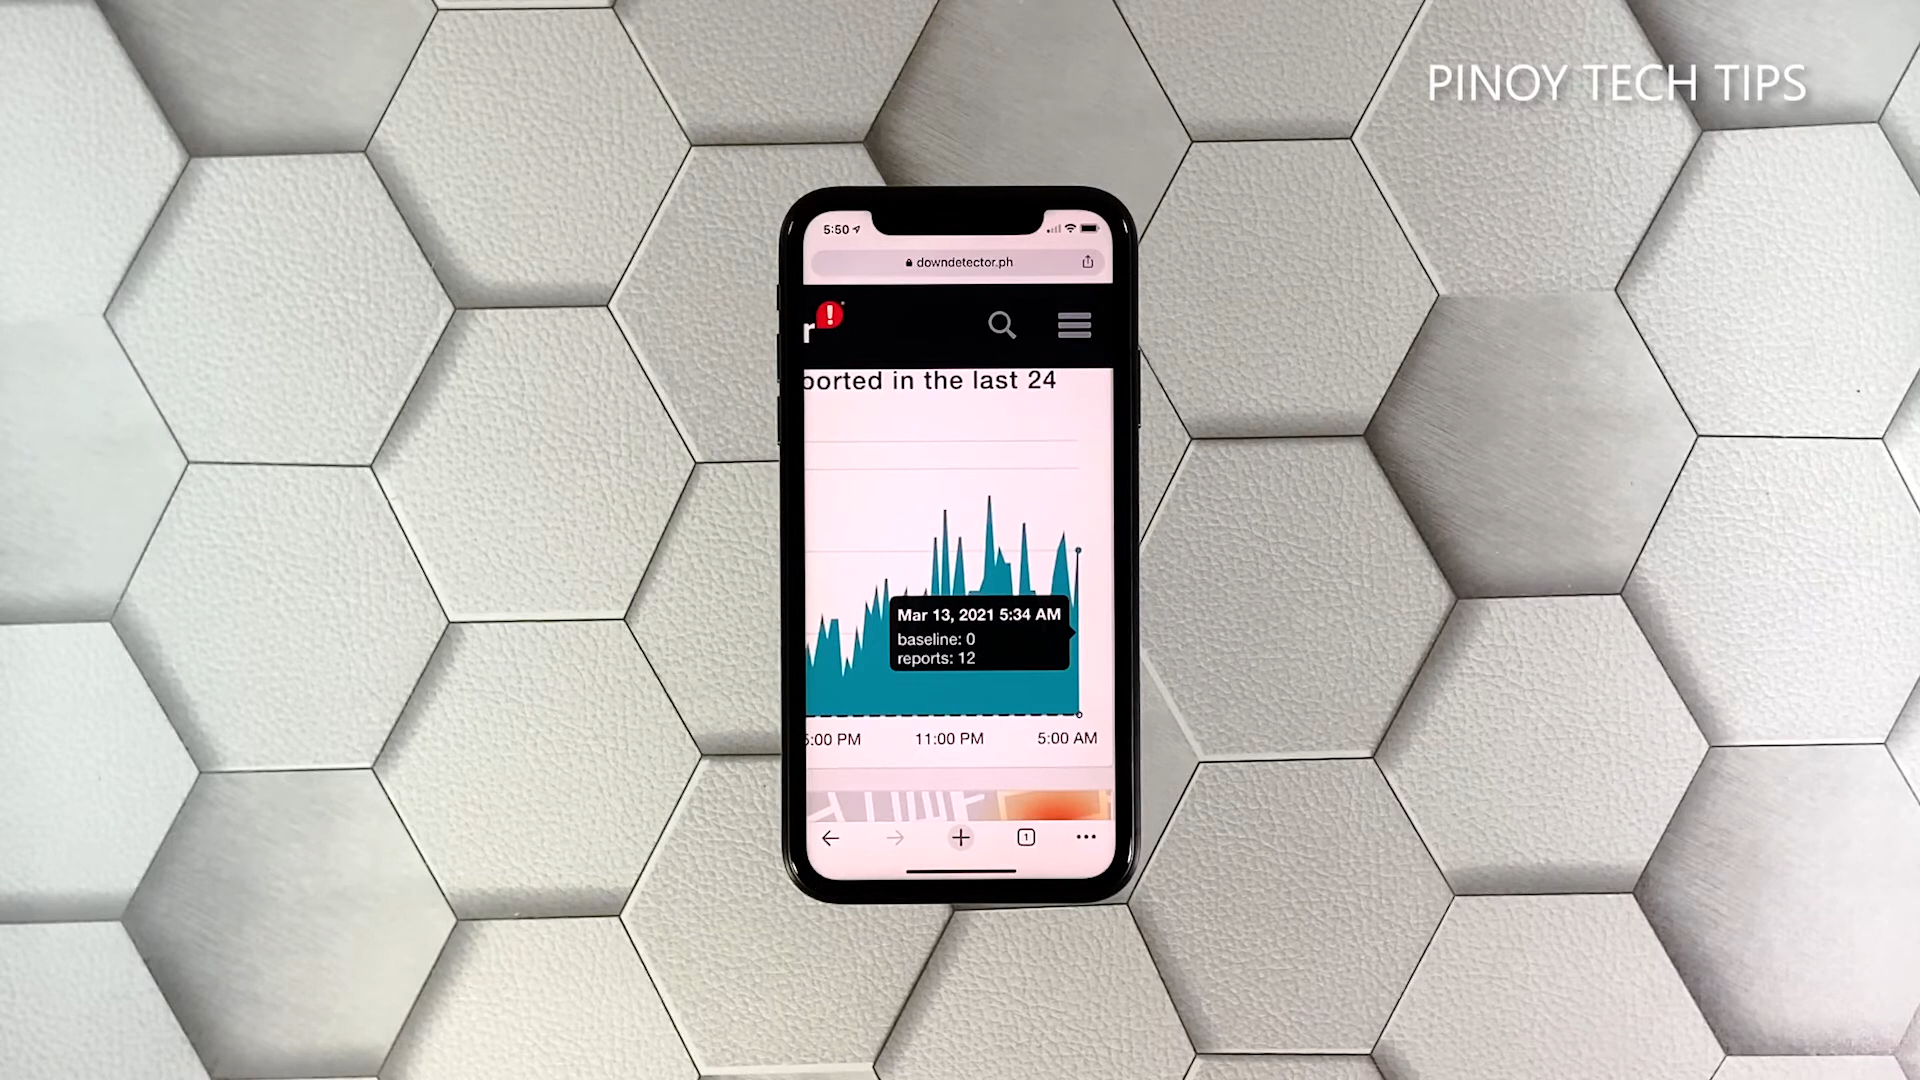 PINOY TECH TIPS
5:50
downdetector.ph
r
ported in the last 24
Mar 13, 2021 5:34 AM
baseline: 0
reports: 12
5:00 PM 11:00 PM 5:00 AM
1